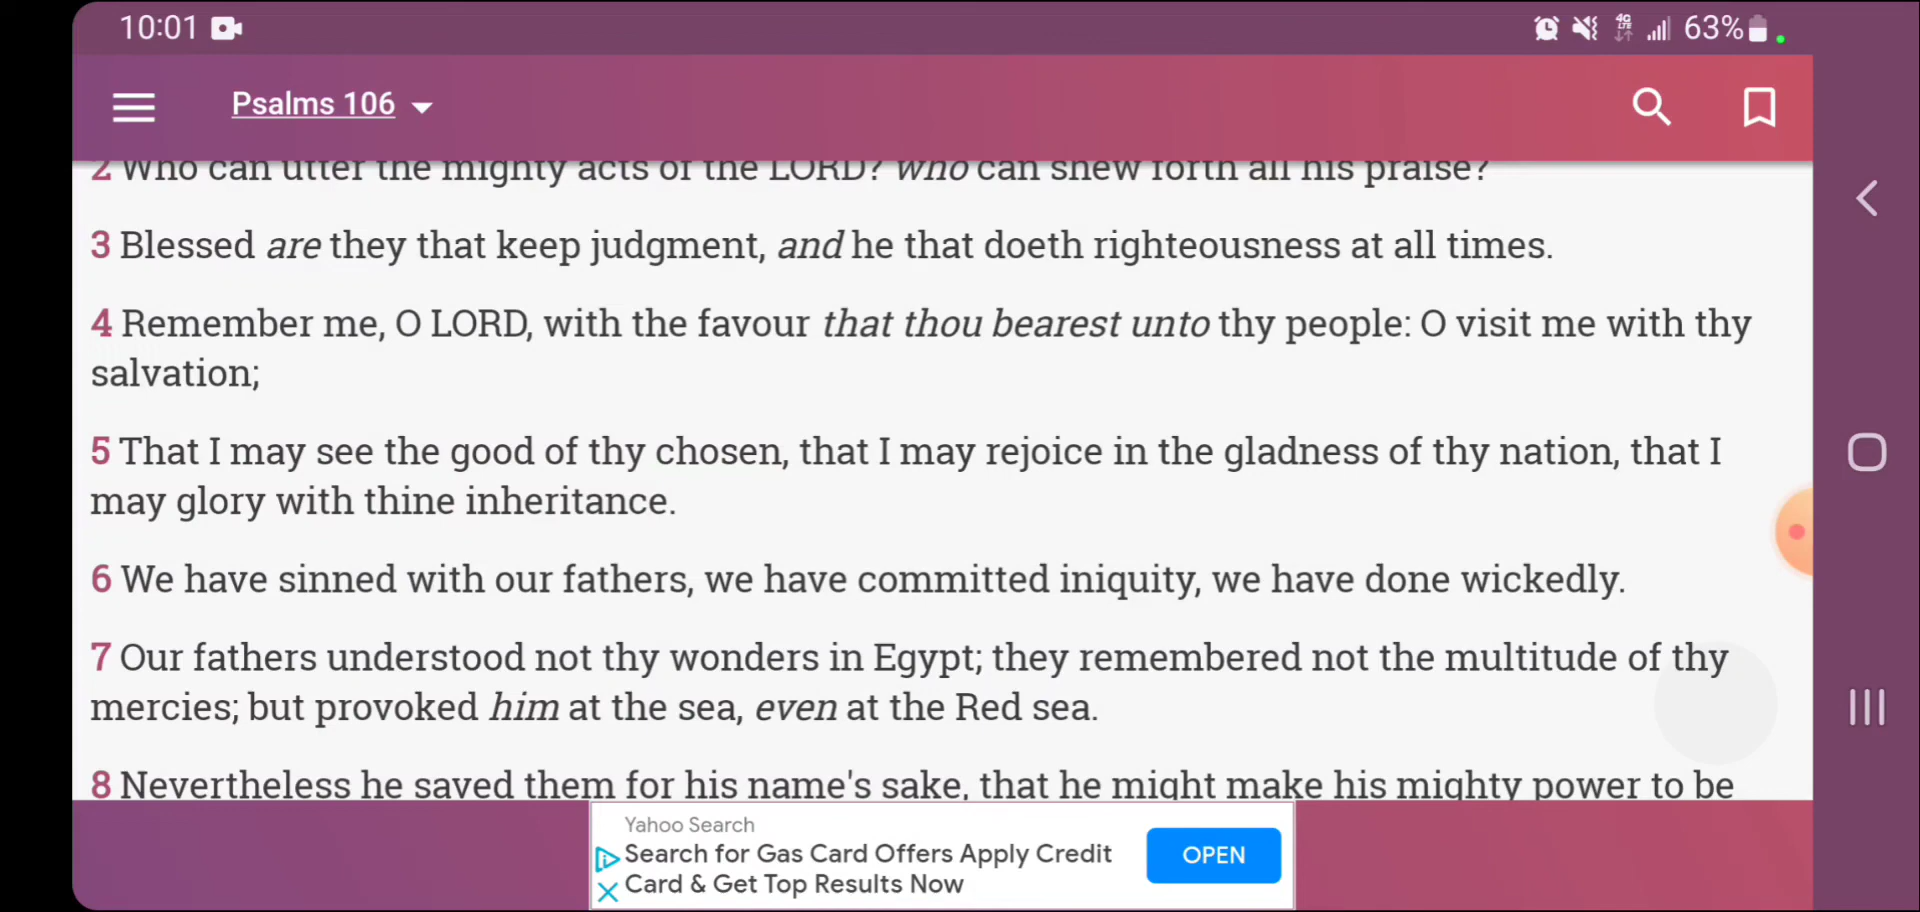 10:01
4G LTE 63%
Psalms 106
2 Who can utter the mighty acts of the LORD? who can shew forth all his praise?
3 Blessed are they that keep judgment, and he that doeth righteousness at all times.
4 Remember me, O LORD, with the favour that thou bearest unto thy people: O visit me with thy
salvation;
5 That I may see the good of thy chosen, that I may rejoice in the gladness of thy nation, that I
may glory with thine inheritance.
6 We have sinned with our fathers, we have committed iniquity, we have done wickedly.
7 Our fathers understood not thy wonders in Egypt; they remembered not the multitude of thy
mercies; but provoked him at the sea, even at the Red sea.
8 Nevertheless he saved them for his name's sake, that he might make his mighty power to be
Yahoo Search
Search for Gas Card Offers Apply Credit
Card & Get Top Results Now
OPEN